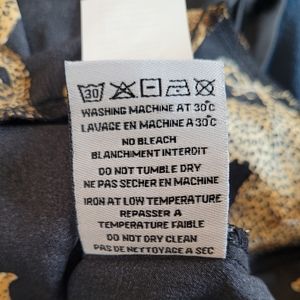 30
WASHING MACHINE AT 30°C
LAVAGE EN MACHINE A 30°C
NO BLEACH
BLANCHIMENT INTERDIT
DO NOT TUMBLE DRY
NE PAS SECHER EN MACHINE
IRON AT LOW TEMPERATURE
REPASSER A
TEMPERATURE FAIBLE
DO NOT DRY CLEAN
PAS DE NETTOYAGE A SEC